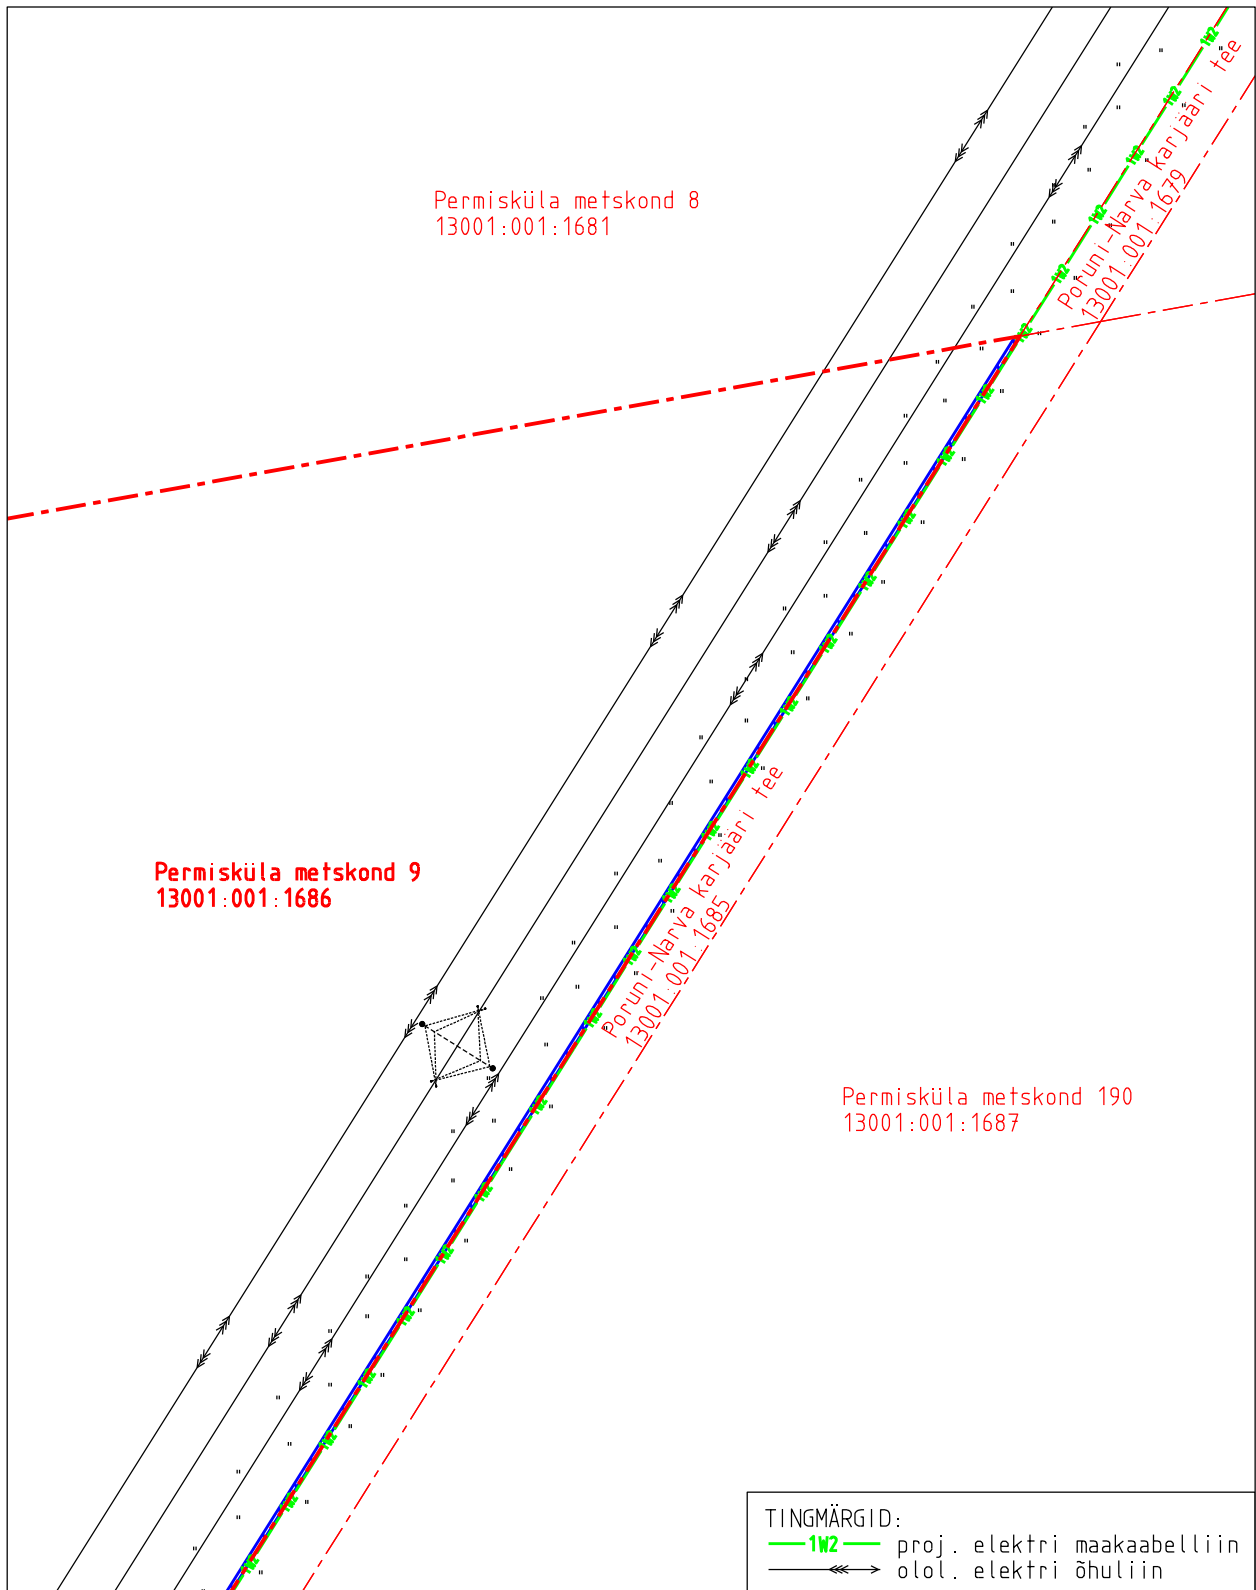 Poruni-Narva karjääri tee
13001:001:1679
Permisküla metskond 8
13001:001:1681
Permisküla metskond 9
13001:001:1686
Poruni-Narva karjääri tee
13001:001:1685
Permisküla metskond 190
13001:001:1687
TINGMÄRGID:
1W2 proj. elektri maakaabelliin
olol. elektri õhuliin